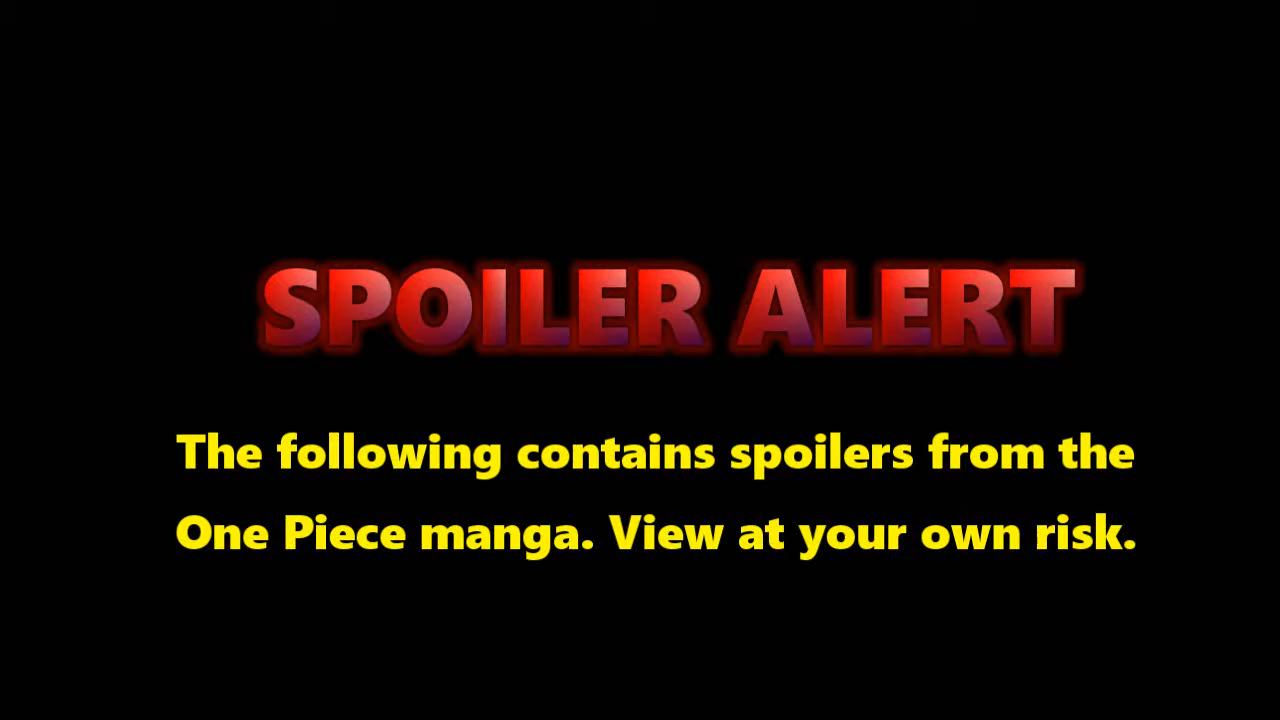 SPOILER ALERT
The following contains spoilers from the
One Piece manga. View at your own risk.